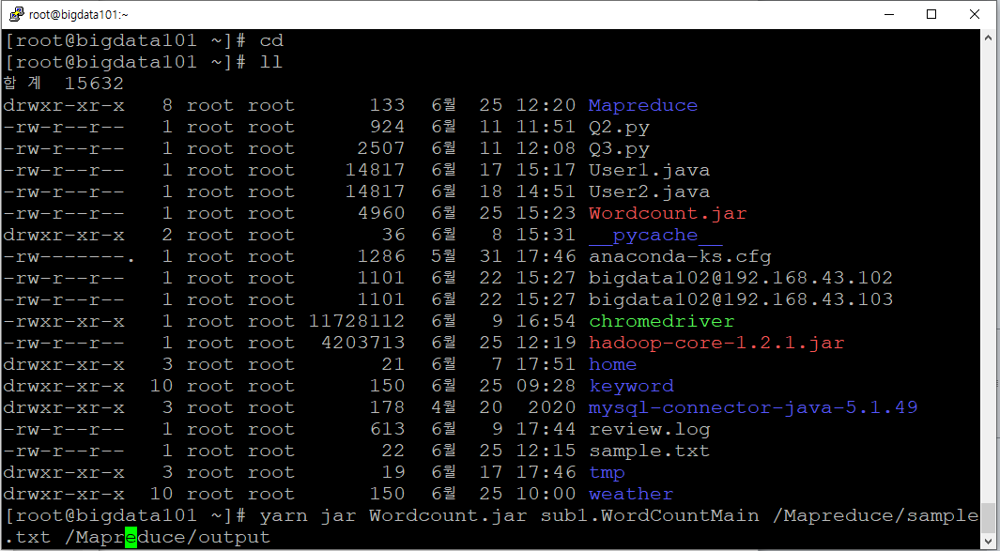 root@bigdata101:~
[root@bigdata101 ~]# cd
[root@bigdata101 ~]# ll
합계 15632
drwxr-xr-x 8 root root 133 6월 25 12:20 Mapreduce
-rw-r--r-- 1 root root 924 6월 11 11:51 Q2.py
-rw-r--r-- 1 root root 2507 6월 11 12:08 Q3.py
-rw-r--r-- 1 root root 14817 6월 17 15:17 User1.java
-rw-r--r-- 1 root root 14817 6월 18 14:51 User2.java
-rw-r--r-- 1 root root 4960 6월 25 15:23 Wordcount.jar
drwxr-xr-x 2 root root 36 6월 8 15:31 __pycache__
-rw-------. 1 root root 1286 5월 31 17:46 anaconda-ks.cfg
-rw-r--r-- 1 root root 1101 6월 22 15:27 bigdata102@192.168.43.102
-rw-r--r-- 1 root root 1101 6월 22 15:27 bigdata102@192.168.43.103
-rwxr-xr-x 1 root root 11728112 6월 9 16:54 chromedriver
-rw-r--r-- 1 root root 4203713 6월 25 12:19 hadoop-core-1.2.1.jar
drwxr-xr-x 3 root root 21 6월 7 17:51 home
drwxr-xr-x 10 root root 150 6월 25 09:28 keyword
drwxr-xr-x 3 root root 178 4월 20 2020 mysql-connector-java-5.1.49
-rw-r--r-- 1 root root 613 6월 9 17:44 review.log
-rw-r--r-- 1 root root 22 6월 25 12:15 sample.txt
drwxr-xr-x 3 root root 19 6월 17 17:46 tmp
drwxr-xr-x 10 root root 150 6월 25 10:00 weather
[root@bigdata101 ~]# yarn jar Wordcount.jar sub1.WordCountMain /Mapreduce/sample
.txt /Mapreduce/output